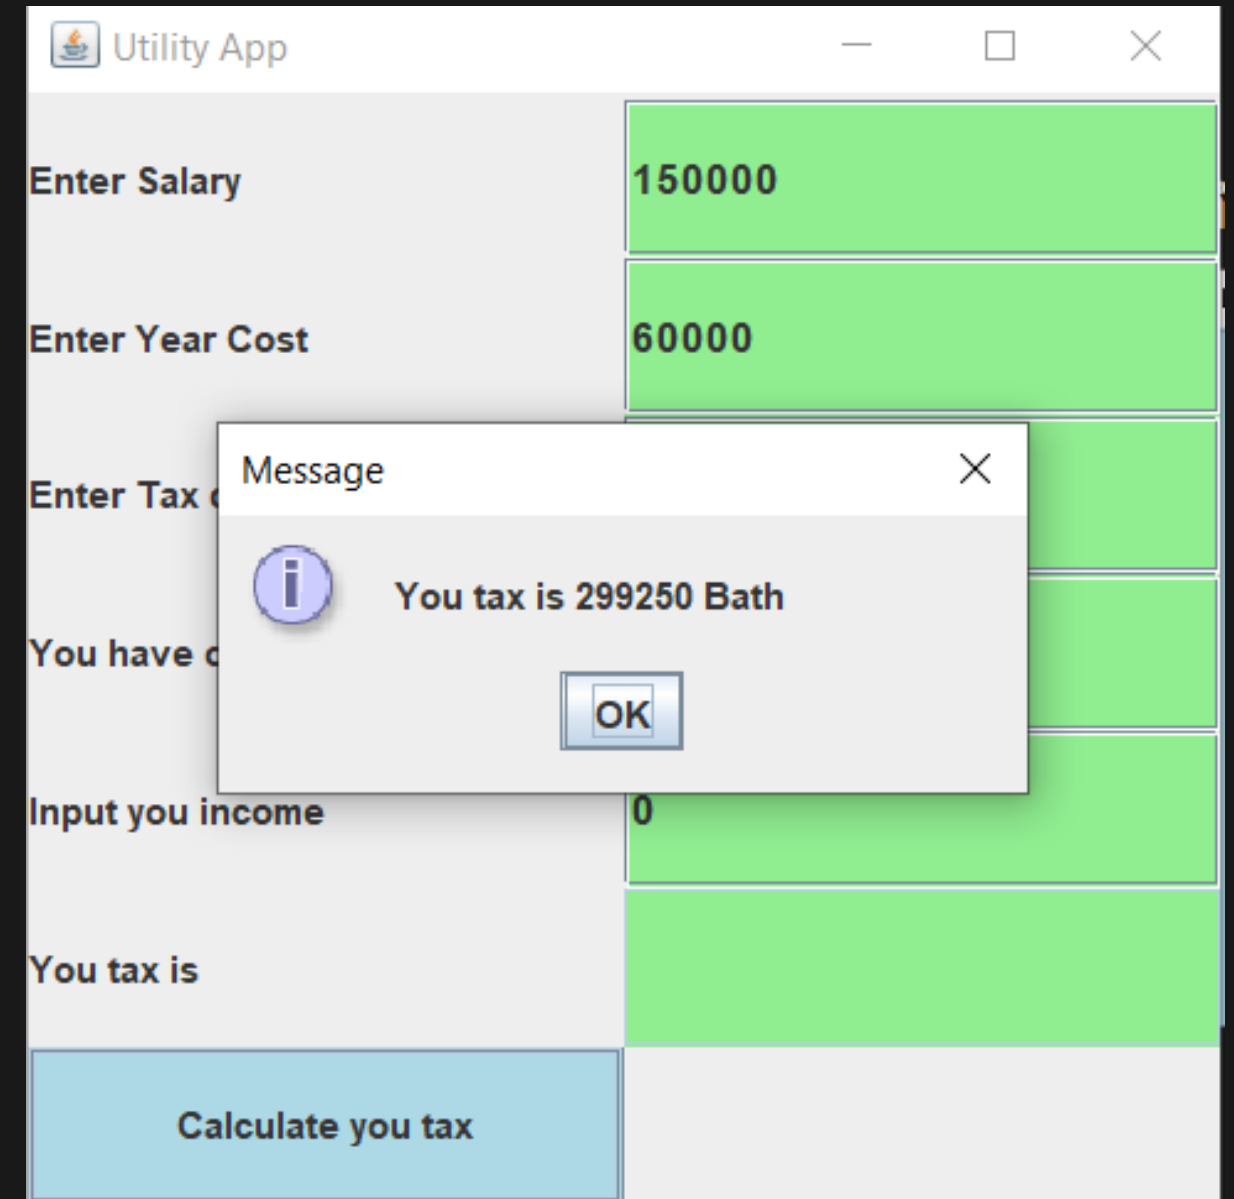 Utility App
Enter Salary 150000
Enter Year Cost 60000
Message
Enter Tax
You tax is 299250 Bath
You have
OK
Input you income 0
You tax is
Calculate you tax